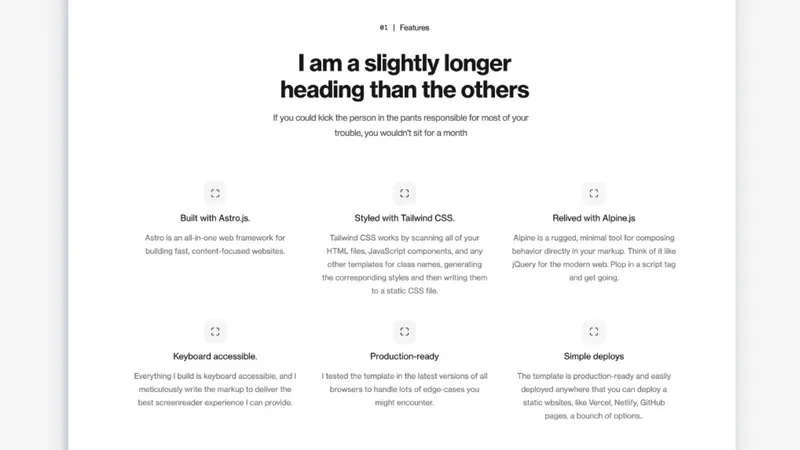 01 | Features
I am a slightly longer
heading than the others
If you could kick the person in the pants responsible for most of your
trouble, you wouldn't sit for a month
Built with Astro.js.
Astro is an all-in-one web framework for
building fast, content-focused websites.
Styled with Tailwind CSS.
Tailwind CSS works by scanning all of your
HTML files, JavaScript components, and any
other templates for class names, generating
the corresponding styles and then writing them
to a static CSS file.
Relived with Alpine.js
Alpine is a rugged, minimal tool for composing
behavior directly in your markup. Think of it like
jQuery for the modern web. Plop in a script tag
and get going.
Keyboard accessible.
Everything I build is keyboard accessible, and I
meticulously write the markup to deliver the
best screenreader experience I can provide.
Production-ready
I tested the template in the latest versions of all
browsers to handle lots of edge-cases you
might encounter.
Simple deploys
The template is production-ready and easily
deployed anywhere that you can deploy a
static wbsites, like Vercel, Netlify, GitHub
pages, a bounch of options..